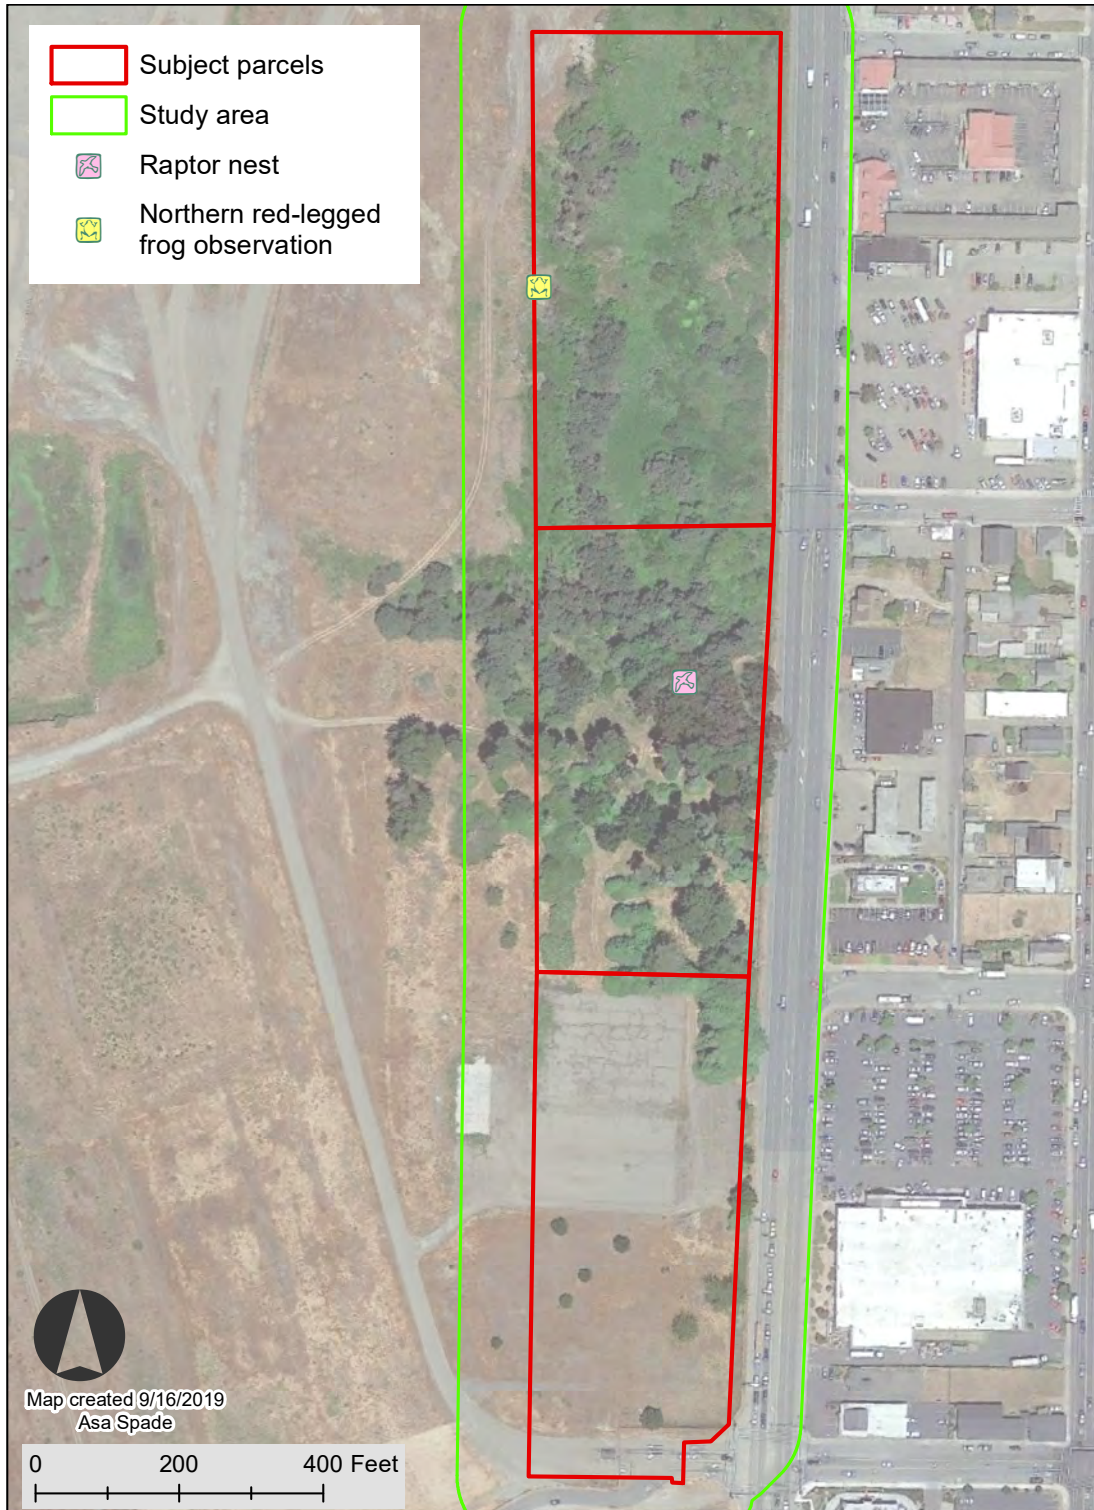 Subject parcels
Study area
Raptor nest
Northern red-legged
frog observation
Map created 9/16/2019
Asa Spade
0 200 400 Feet